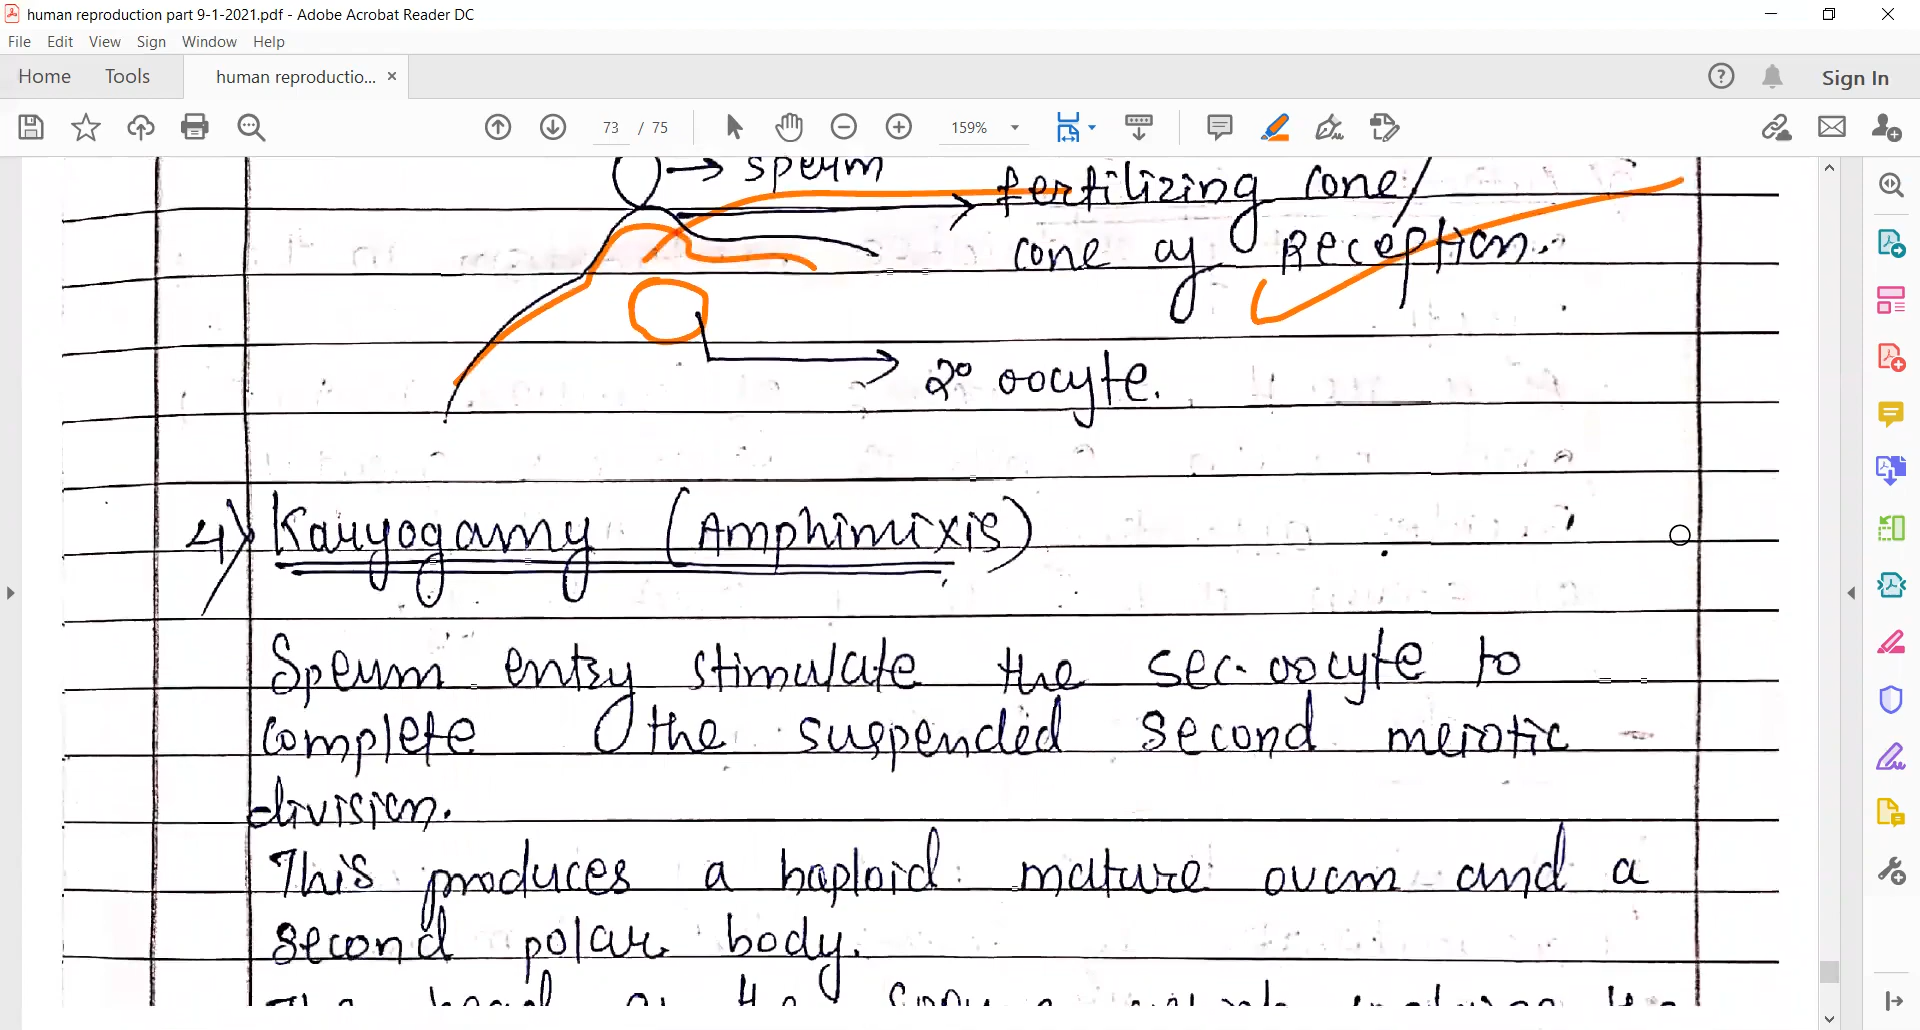 human reproduction part 9-1-2021.pdf - Adobe Acrobat Reader DC
File Edit View Sign Window Help
Home Tools human reproductio... × Sign In
73 / 75 159%
sperm
fertilizing cone/
cone of Reception.
2° oocyte.
4) Karyogamy (Amphimixis)
Sperm entry stimulate the sec. oocyte to
complete the suspended second meiotic
division.
This produces a haploid mature ovum and a
second polar body.